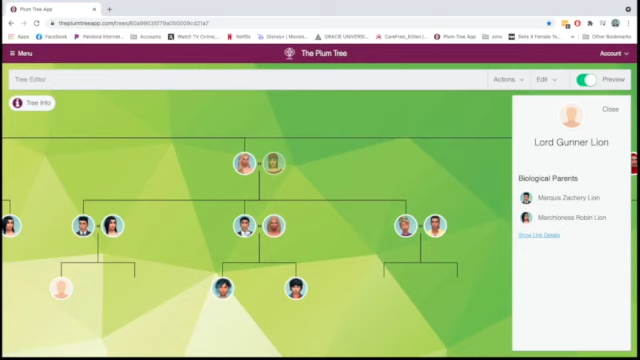 Plum Tree App
theplumtreeapp.com/trees/60a99035f79a050009cd21a7
Apps Facebook Pandora Internet... Accounts Watch TV Online,... Netflix Disney+ | Movies... GRACIE UNIVERSI... CareFree_Kitten |... Plum Tree App sims Sims 4 Female Te... Other Bookmarks
Menu The Plum Tree Account
Tree Editor Actions Edit Preview
Tree Info
Close
Lord Gunner Lion
Biological Parents
Marquis Zachery Lion
Marchioness Robin Lion
Show Link Details